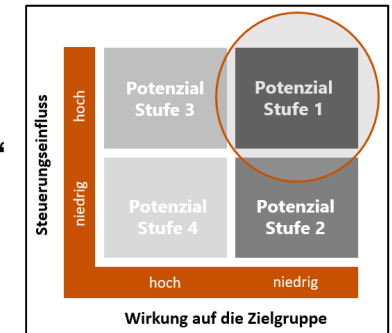 Steuerungseinfluss
hoch
niedrig
Potenzial
Stufe 3
Potenzial
Stufe 1
Potenzial
Stufe 4
Potenzial
Stufe 2
hoch
niedrig
Wirkung auf die Zielgruppe
“